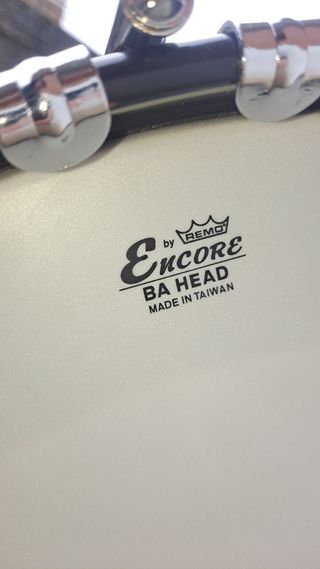 by REMO
ENCORE
BA HEAD
MADE IN TAIWAN